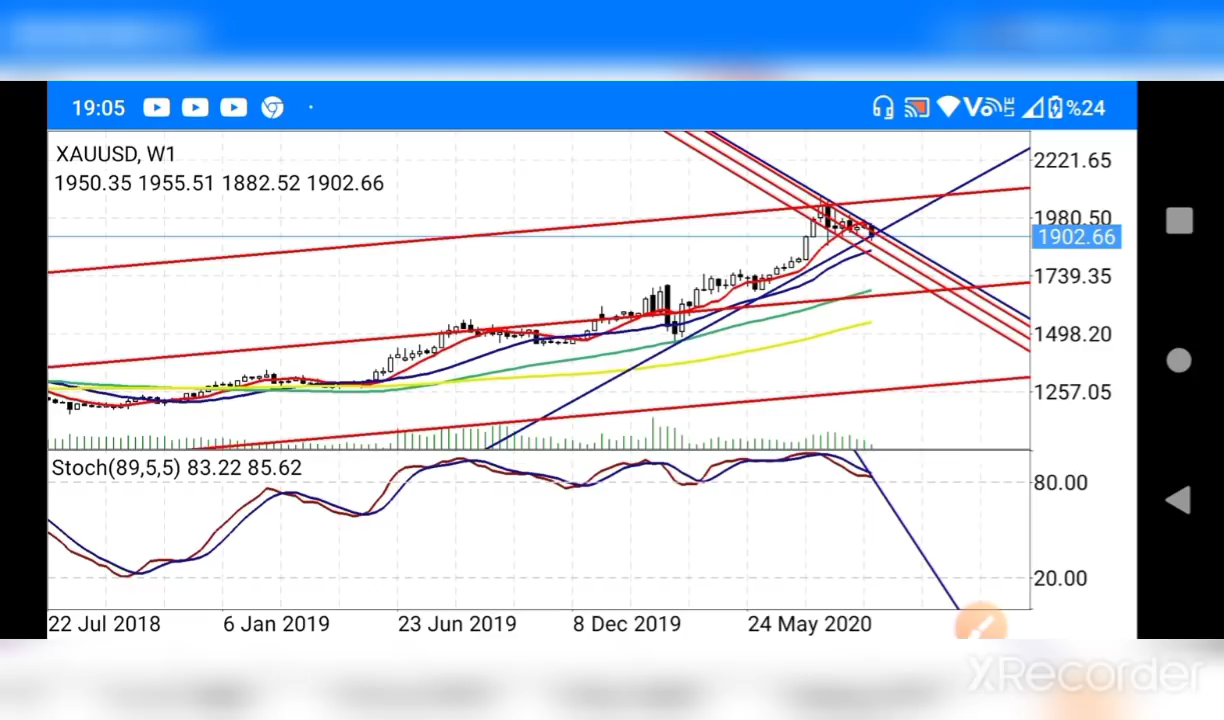 19:05
LTE
%24
XAUUSD, W1
1950.35 1955.51 1882.52 1902.66
2221.65
1980.50
1902.66
1739.35
1498.20
1257.05
Stoch(89,5,5) 83.22 85.62
80.00
20.00
22 Jul 2018 6 Jan 2019 23 Jun 2019 8 Dec 2019 24 May 2020
XRecorder